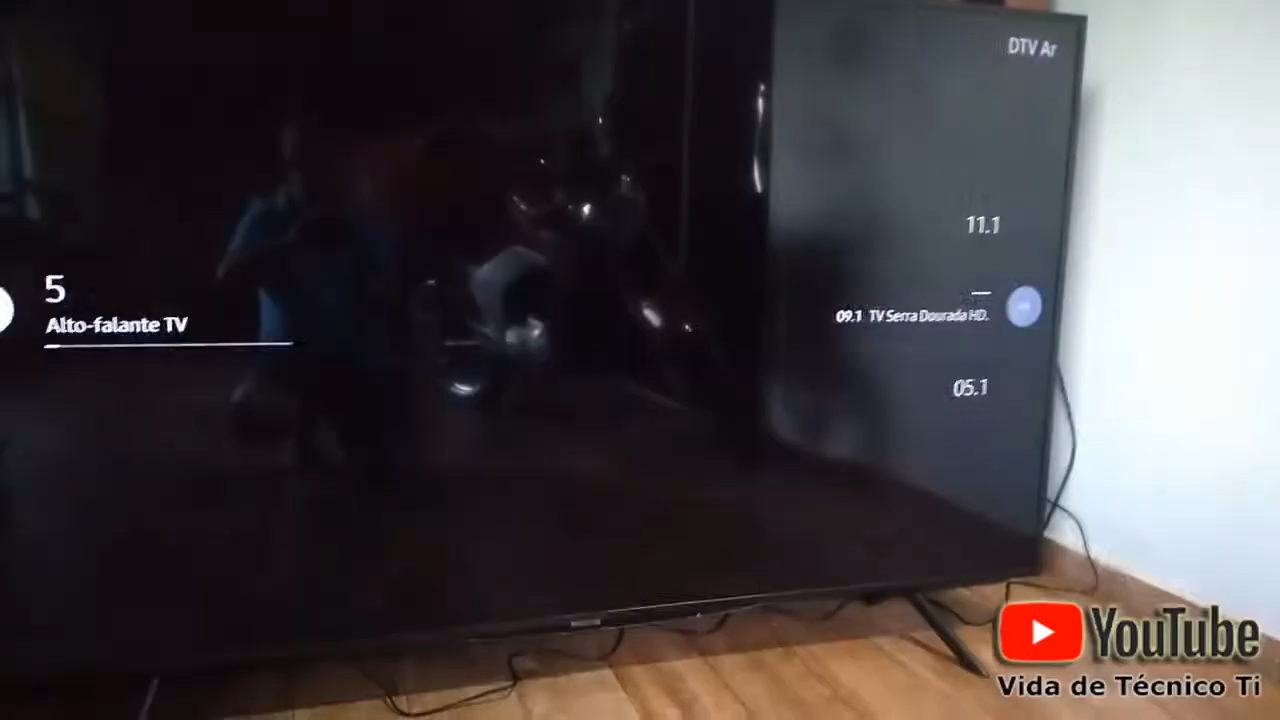 DTV Ar
11.1
5
Alto-falante TV
09.1 TV Serra Dourada HD.
05.1
YouTube
Vida de Técnico Ti